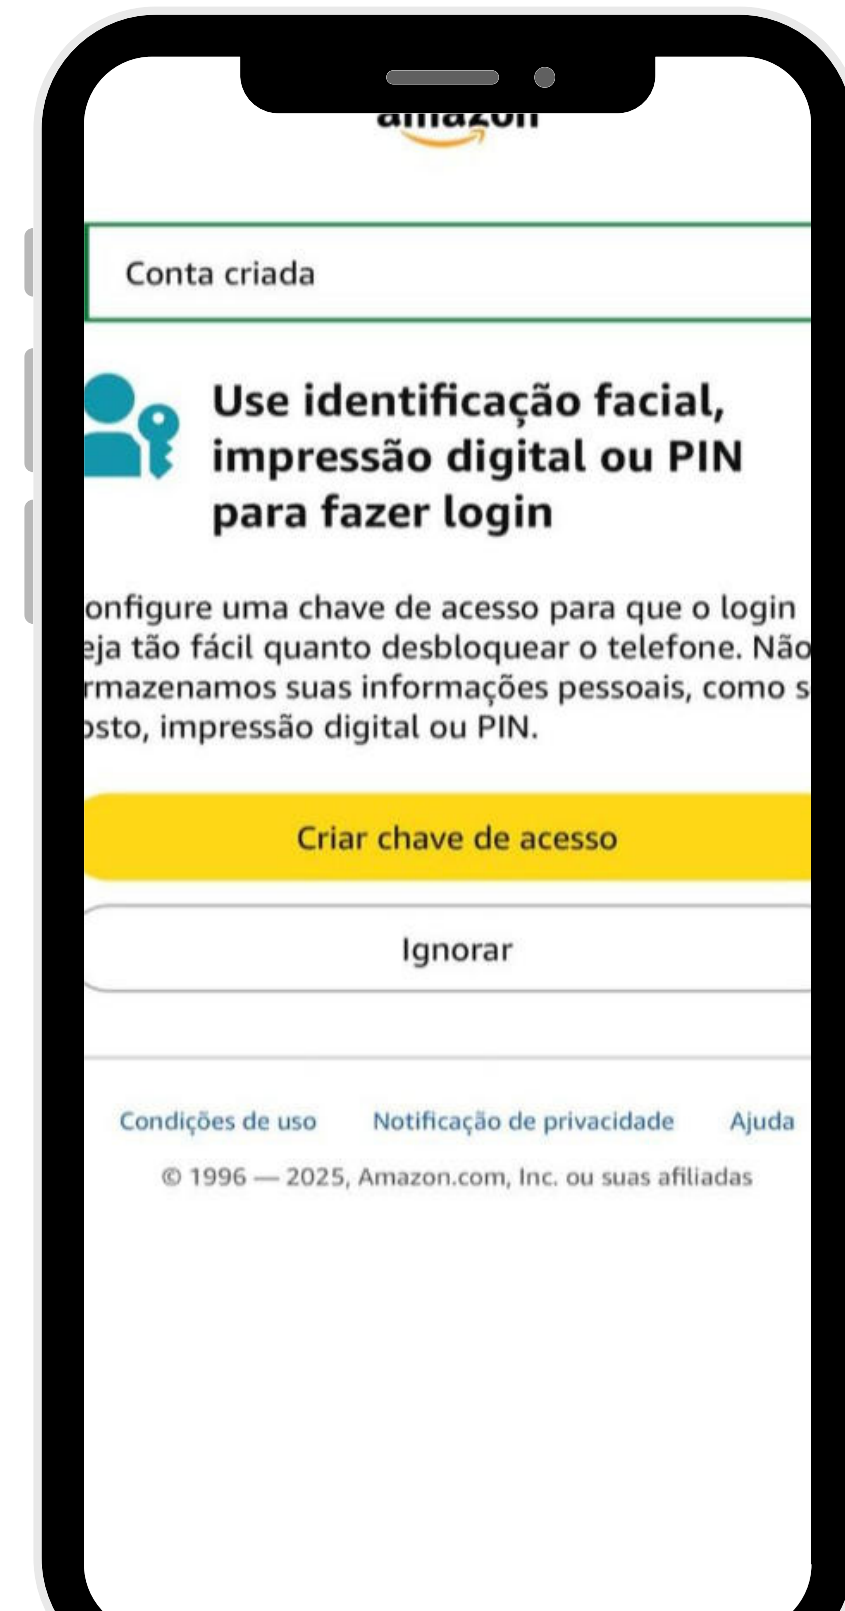 amazon
Conta criada
Use identificação facial,
impressão digital ou PIN
para fazer login
onfigure uma chave de acesso para que o login
eja tão fácil quanto desbloquear o telefone. Não
rmazenamos suas informações pessoais, como s
osto, impressão digital ou PIN.
Criar chave de acesso
Ignorar
Condições de uso Notificação de privacidade Ajuda
© 1996 — 2025, Amazon.com, Inc. ou suas afiliadas